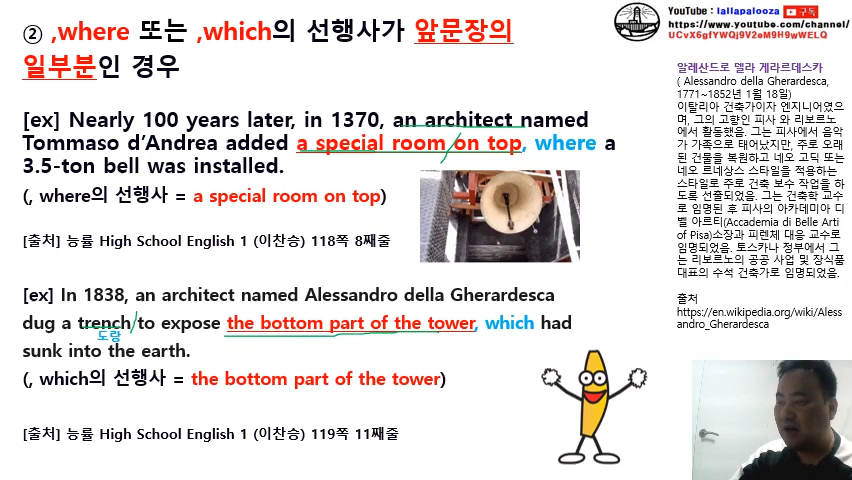 ② ,where 또는 ,which의 선행사가 앞문장의
일부분인 경우
[ex] Nearly 100 years later, in 1370, an architect named
Tommaso d’Andrea added a special room on top, where a
3.5-ton bell was installed.
(, where의 선행사 = a special room on top)
[출처] 능률 High School English 1 (이찬승) 118쪽 8째줄
[ex] In 1838, an architect named Alessandro della Gherardesca
dug a trench to expose the bottom part of the tower, which had
도랑
sunk into the earth.
(, which의 선행사 = the bottom part of the tower)
[출처] 능률 High School English 1 (이찬승) 119쪽 11째줄
YouTube : lallapalooza 구독
https://www.youtube.com/channel/
UCvX6gfYWQj9V2eM9H9wWELQ
알레산드로 델라 게라르데스카
( Alessandro della Gherardesca,
1771~1852년 1월 18일)
이탈리아 건축가이자 엔지니어였으
며, 그의 고향인 피사 와 리보르노
에서 활동했음. 그는 피사에서 음악
가 가족으로 태어났지만, 주로 오래
된 건물을 복원하고 네오 고딕 또는
네오 르네상스 스타일을 적용하는
스타일로 주로 건축 보수 작업을 하
도록 선출되었음. 그는 건축학 교수
로 임명된 후 피사의 아카데미아 디
벨 아르티(Accademia di Belle Arti
of Pisa)소장과 피렌체 대응 교수로
임명되었음. 토스카나 정부에서 그
는 리보르노의 공공 사업 및 장식품
대표의 수석 건축가로 임명되었음.
출처
https://en.wikipedia.org/wiki/Aless
andro_Gherardesca